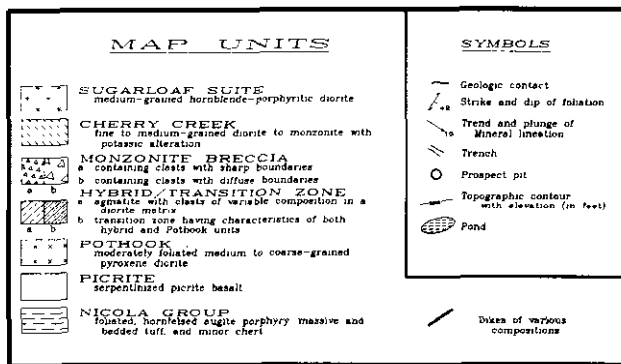 MAP UNITS
SUGARLOAF SUITE
medium-grained hornblende-porphyritic diorite
CHERRY CREEK
fine to medium-grained diorite to monzonite with
potassic alteration
MONZONITE BRECCIA
a containing clasts with sharp boundaries
b containing clasts with diffuse boundaries
a b
HYBRID/TRANSITION ZONE
a agmatite with clasts of variable composition in a
diorite matrix
b transition zone having characteristics of both
hybrid and Pothook units
a b
POTHOOK
moderately foliated medium to coarse-grained
pyroxene diorite
PICRITE
serpentinized picrite basalt
NICOLA GROUP
foliated, hornfelsed augite porphyry massive and
bedded tuff, and minor chert
SYMBOLS
Geologic contact
Strike and dip of foliation
Trend and plunge of
Mineral lineation
Trench
Prospect pit
Topographic contour
with elevation (in feet)
Pond
Dikes of various
compositions